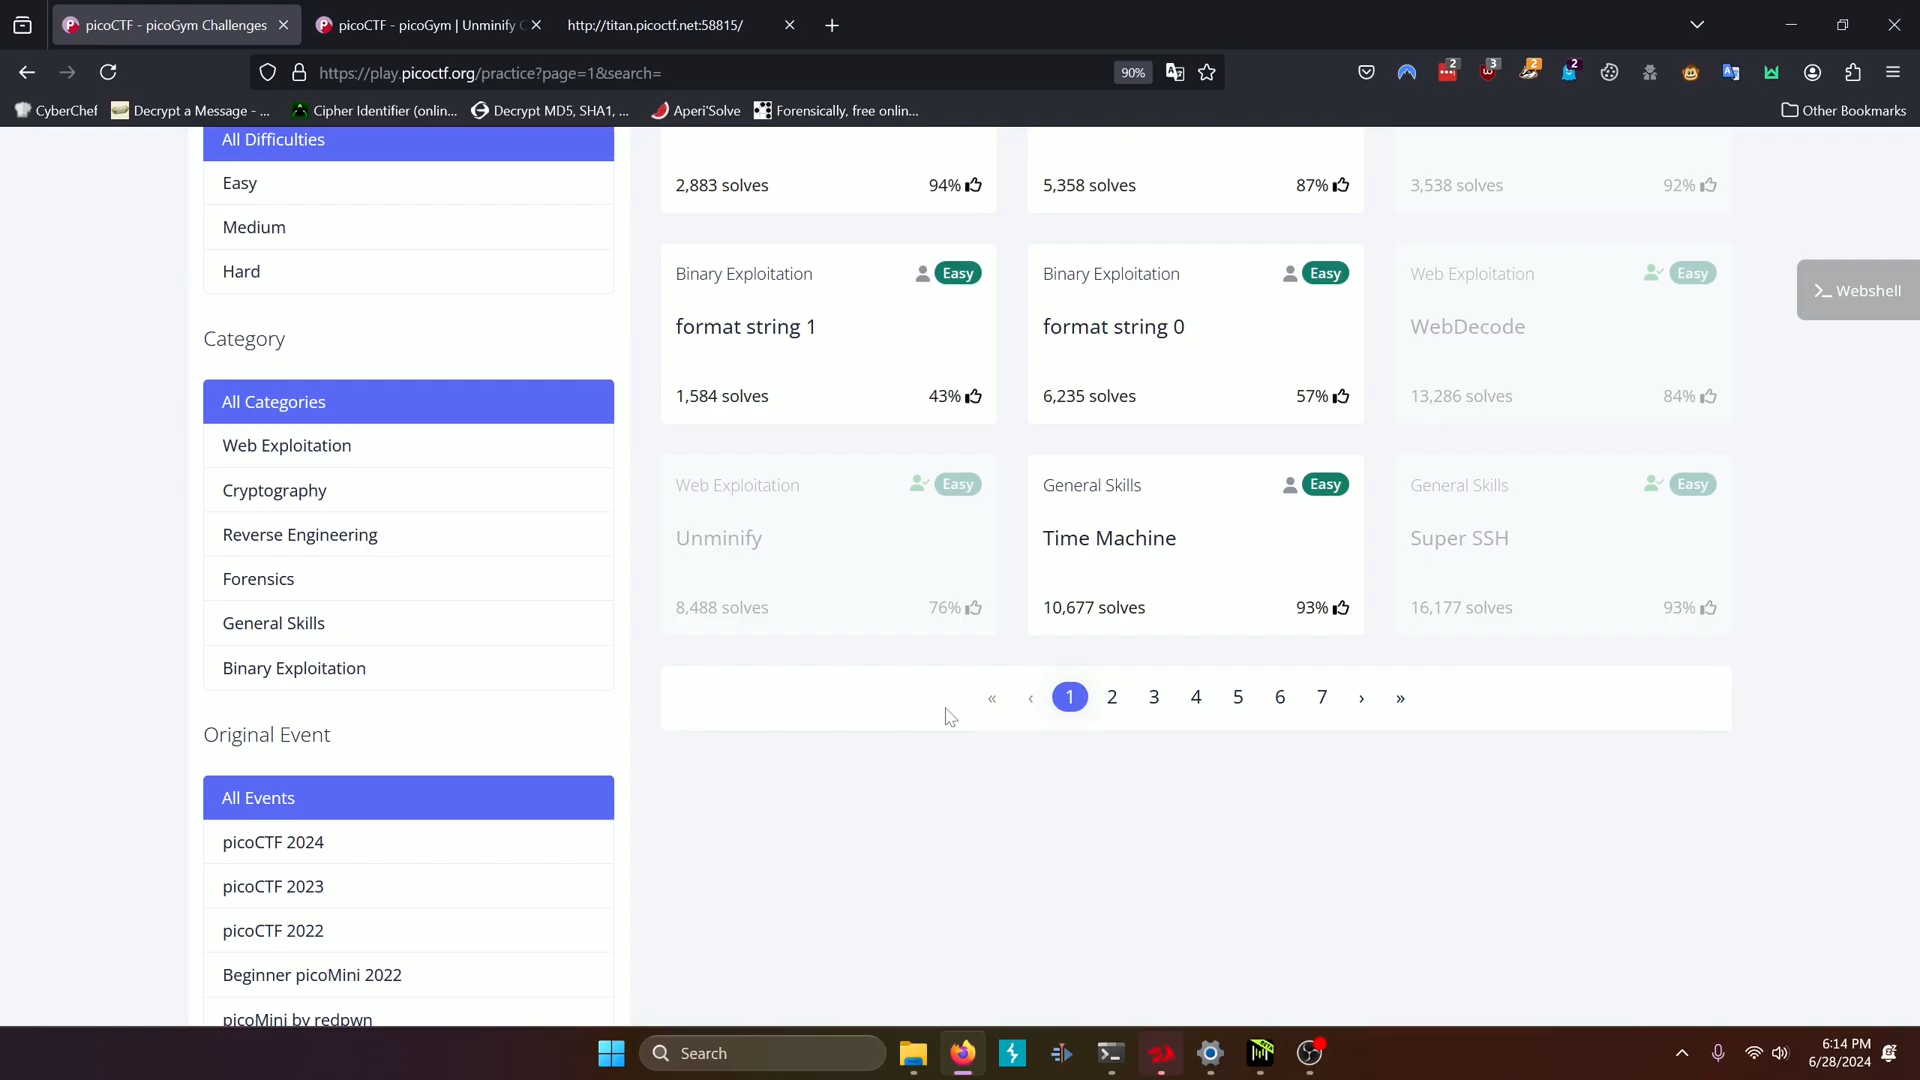 picoCTF - picoGym Challenges
picoCTF - picoGym | Unminify C
http://titan.picoctf.net:58815/
https://play.picoctf.org/practice?page=1&search=
90%
2
3
2
2
CyberChef
Decrypt a Message - ...
Cipher Identifier (onlin...
Decrypt MD5, SHA1, ...
Aperi'Solve
Forensically, free onlin...
Other Bookmarks
All Difficulties
Easy
Medium
Hard
Category
All Categories
Web Exploitation
Cryptography
Reverse Engineering
Forensics
General Skills
Binary Exploitation
Original Event
All Events
picoCTF 2024
picoCTF 2023
picoCTF 2022
Beginner picoMini 2022
picoMini by redpwn
2,883 solves 94%
5,358 solves 87%
3,538 solves 92%
Binary Exploitation Easy
format string 1
1,584 solves 43%
Binary Exploitation Easy
format string 0
6,235 solves 57%
Web Exploitation Easy
WebDecode
13,286 solves 84%
Web Exploitation Easy
Unminify
8,488 solves 76%
General Skills Easy
Time Machine
10,677 solves 93%
General Skills Easy
Super SSH
16,177 solves 93%
« ‹ 1 2 3 4 5 6 7 › »
Webshell
Search
6:14 PM
6/28/2024